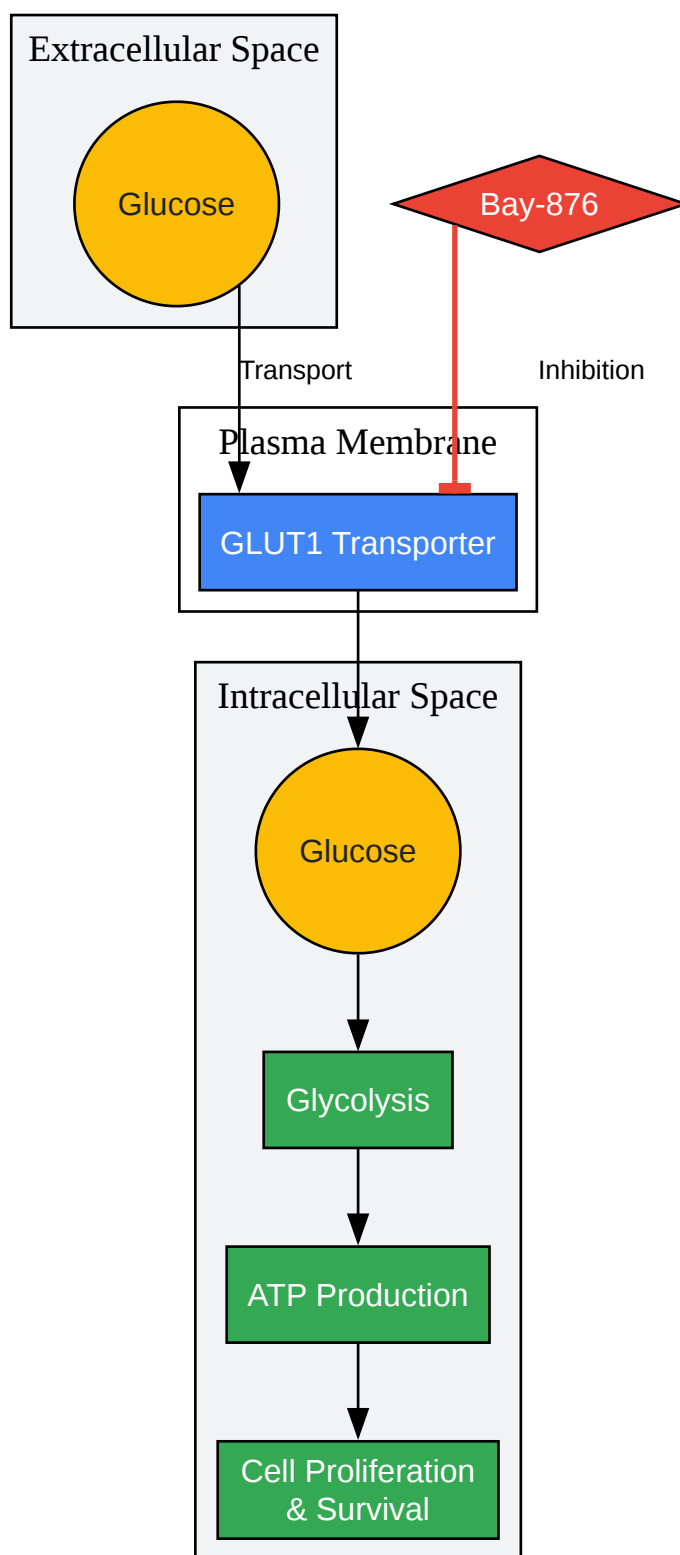 Extracellular Space
Glucose
Bay-876
Transport
Inhibition
Plasma Membrane
GLUT1 Transporter
Intracellular Space
Glucose
Glycolysis
ATP Production
Cell Proliferation
& Survival